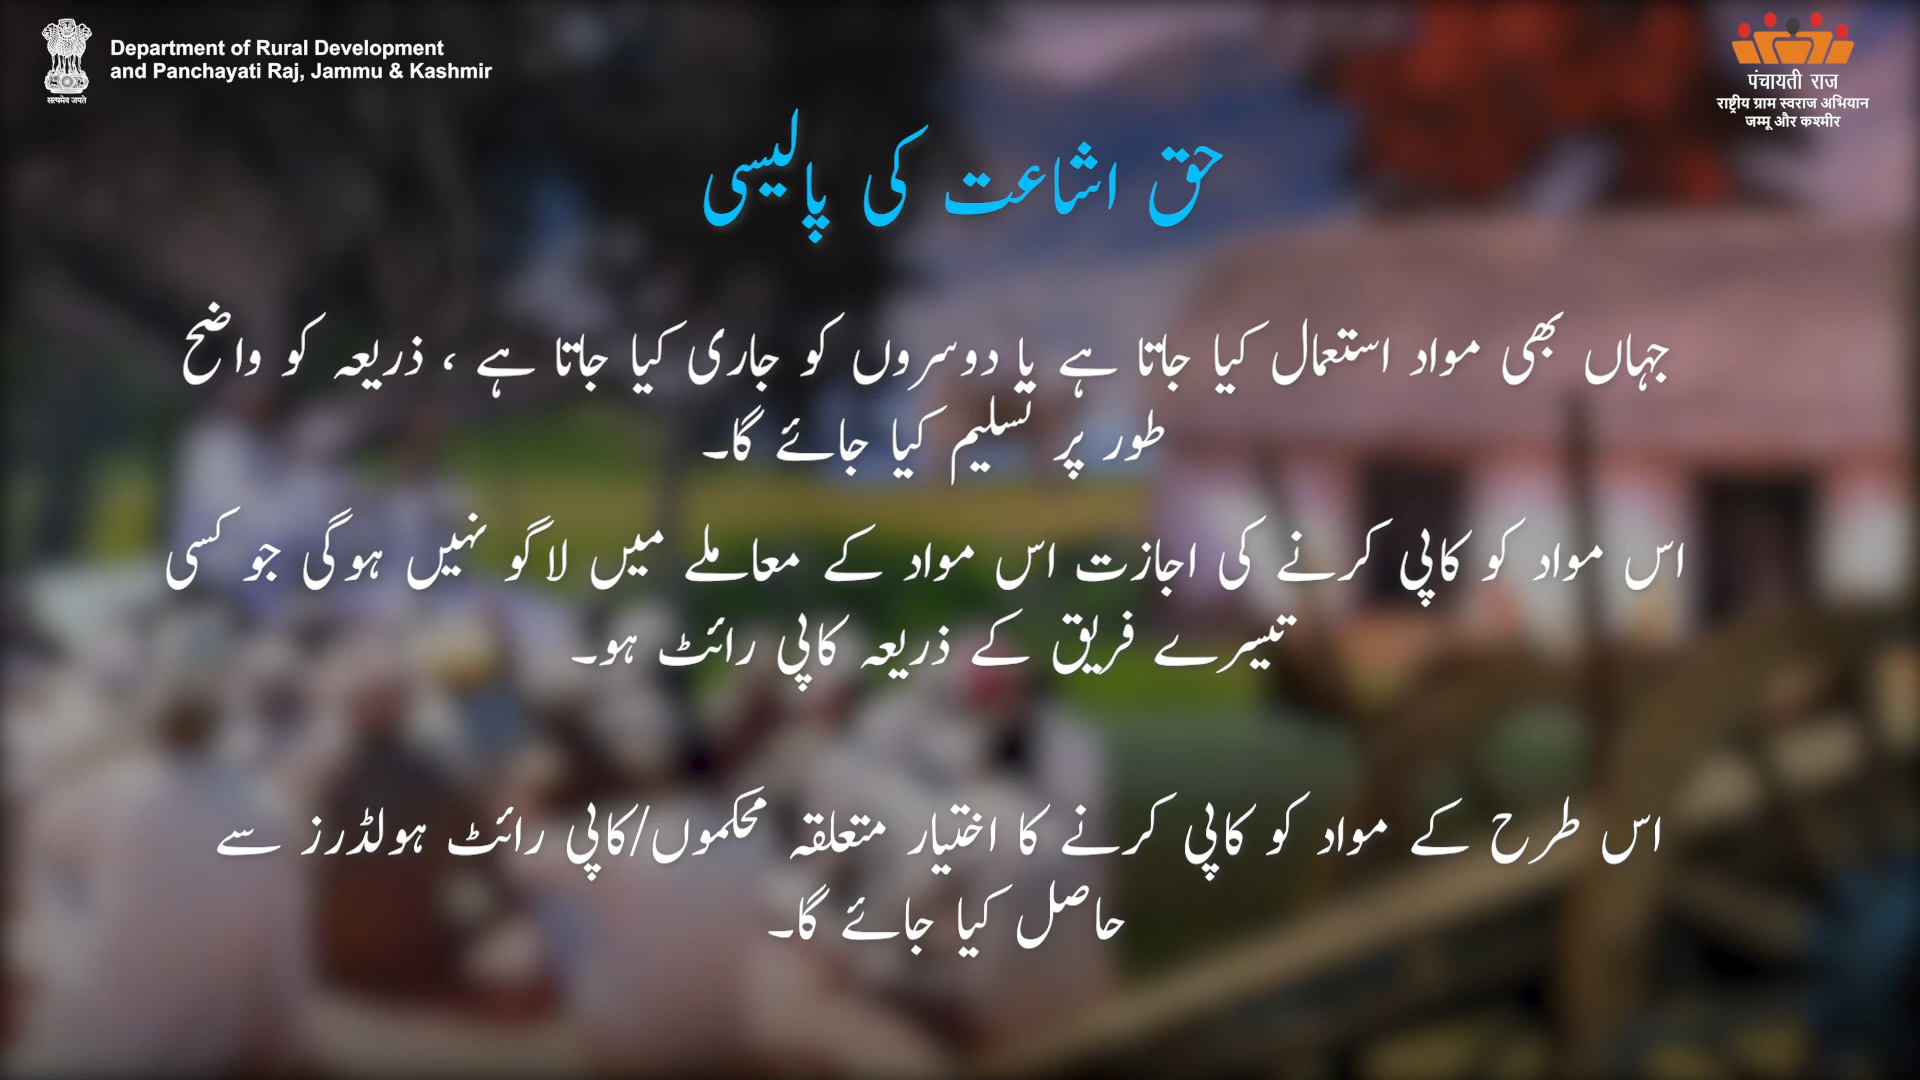 Department of Rural Development
and Panchayati Raj, Jammu & Kashmir
सत्यमेव जयते
पंचायती राज
राष्ट्रीय ग्राम स्वराज अभियान
जम्मू और कश्मीर
حق اشاعت کی پالیسی
جہاں بھی مواد استعمال کیا جاتا ہے یا دوسروں کو جاری کیا جاتا ہے ، ذریعہ کو واضح
طور پر تسلیم کیا جائے گا۔
اس مواد کو کاپی کرنے کی اجازت اس مواد کے معاملے میں لاگو نہیں ہوگی جو کسی
تیسرے فریق کے ذریعہ کاپی رائٹ ہو۔
اس طرح کے مواد کو کاپی کرنے کا اختیار متعلقہ محکموں/کاپی رائٹ ہولڈرز سے
حاصل کیا جائے گا۔